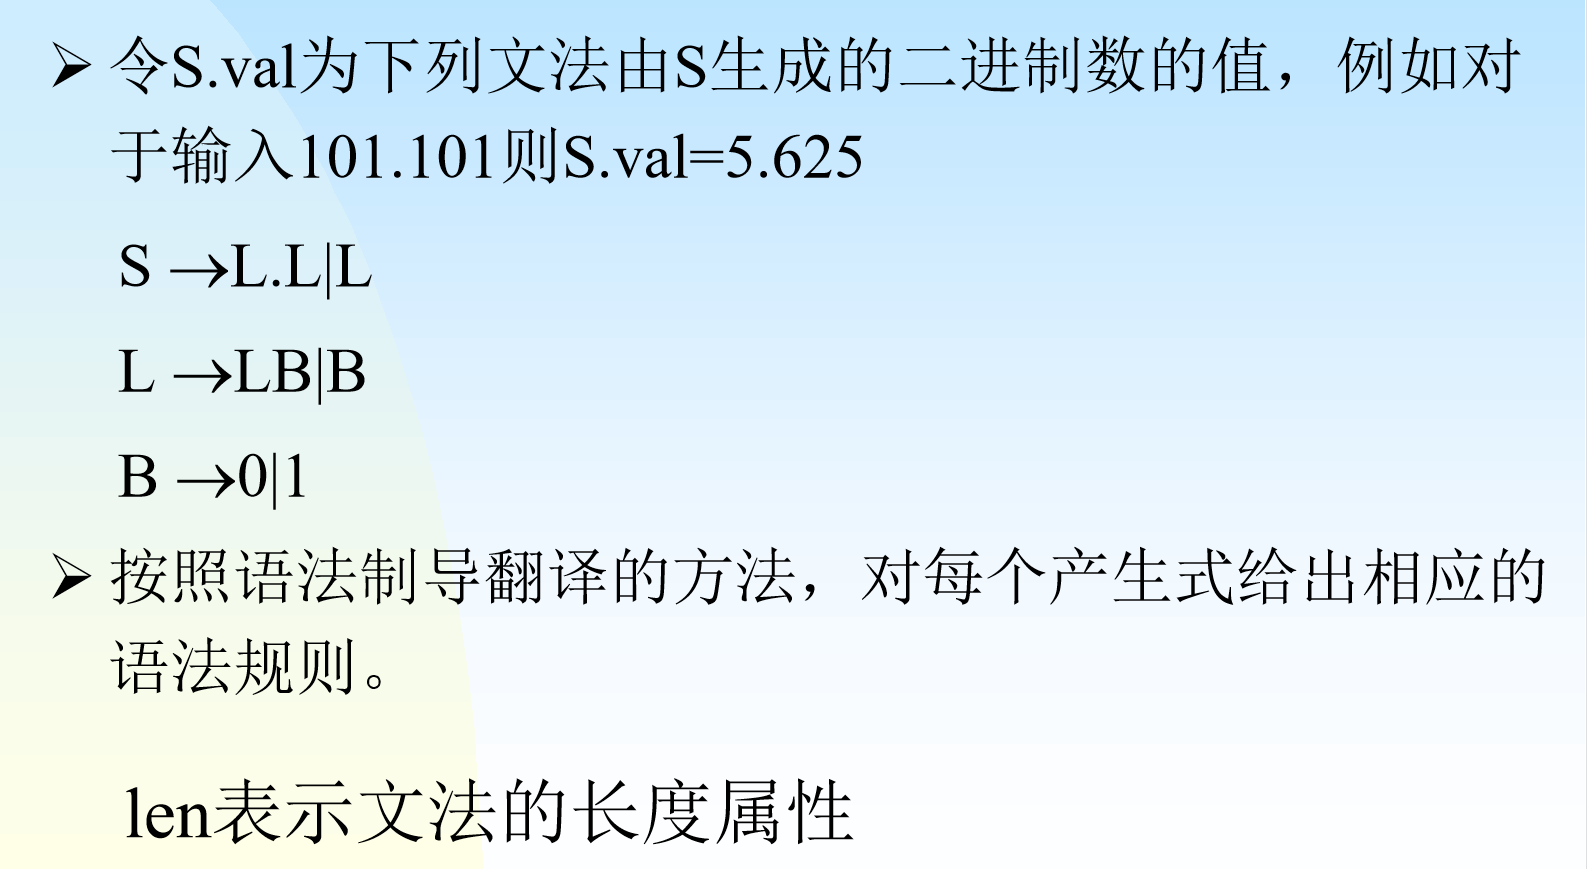 ➢ 令S.val为下列文法由S生成的二进制数的值，例如对
于输入101.101则S.val=5.625
S →L.L|L
L →LB|B
B →0|1
➢ 按照语法制导翻译的方法，对每个产生式给出相应的
语法规则。
len表示文法的长度属性